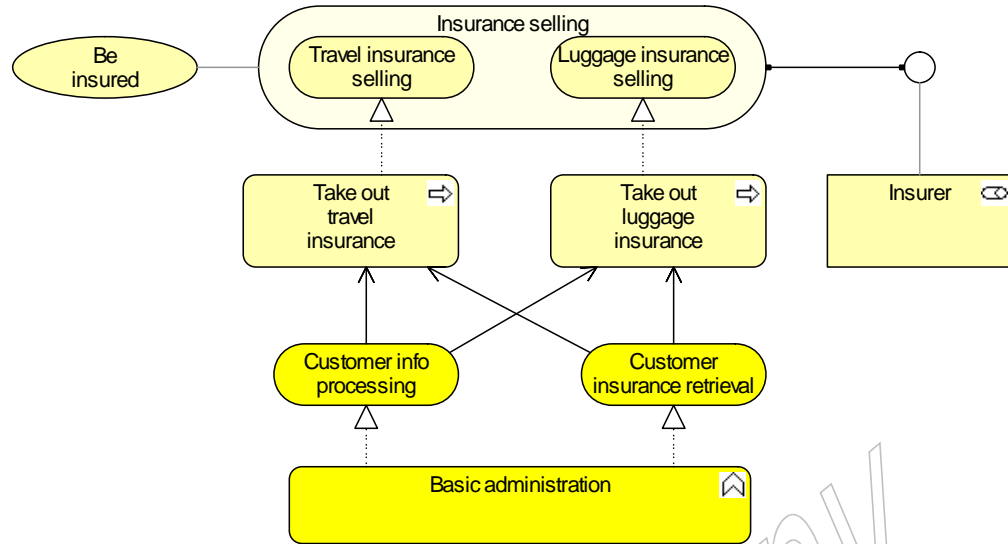 Insurance selling
Be
insured
Travel insurance
selling
Luggage insurance
selling
Take out
travel
insurance
Take out
luggage
insurance
Insurer
Customer info
processing
Customer
insurance retrieval
Basic administration